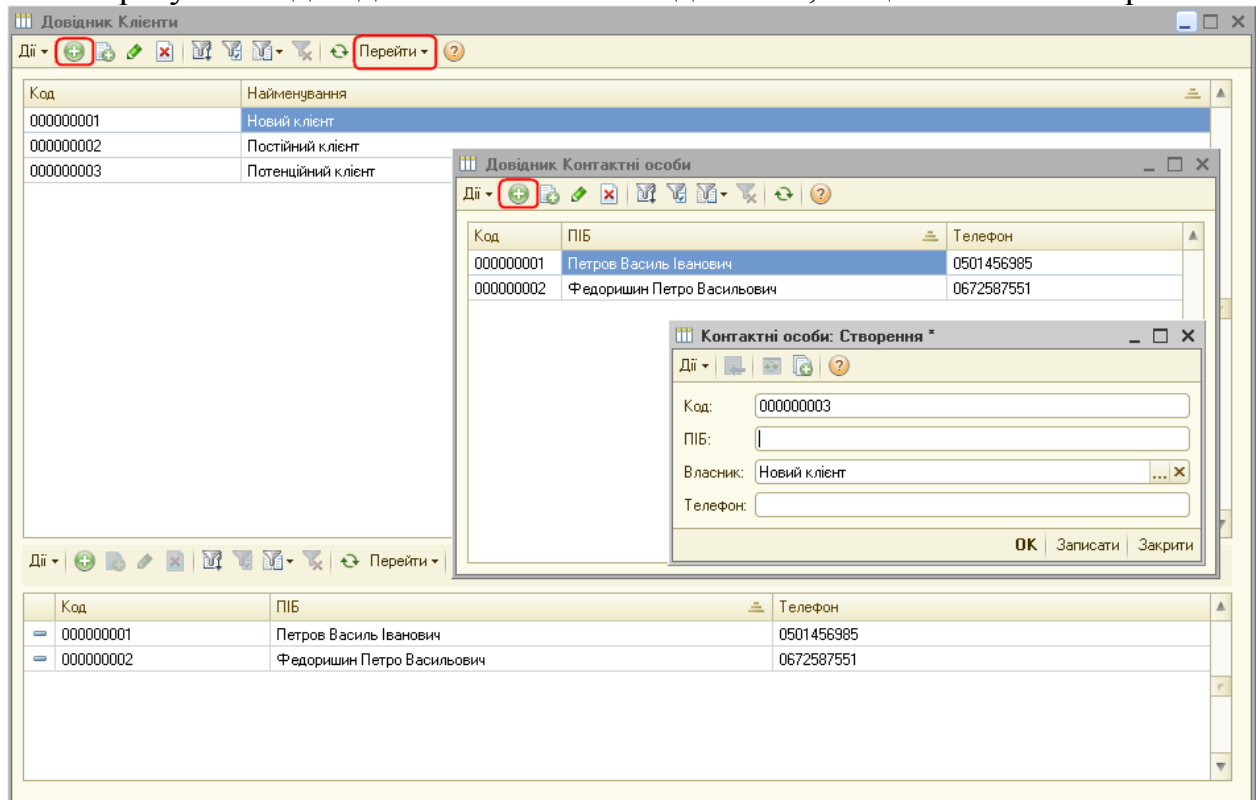 Довідник Клієнти
Дії Перейти
Код Найменування
000000001 Новий клієнт
000000002 Постійний клієнт
000000003 Потенційний клієнт
Довідник Контактні особи
Дії
Код ПІБ Телефон
000000001 Петров Василь Іванович 0501456985
000000002 Федоришин Петро Васильович 0672587551
Контактні особи: Створення *
Дії
Код: 000000003
ПІБ:
Власник: Новий клієнт ...
Телефон:
OK Записати Закрити
Дії Перейти
Код ПІБ Телефон
000000001 Петров Василь Іванович 0501456985
000000002 Федоришин Петро Васильович 0672587551